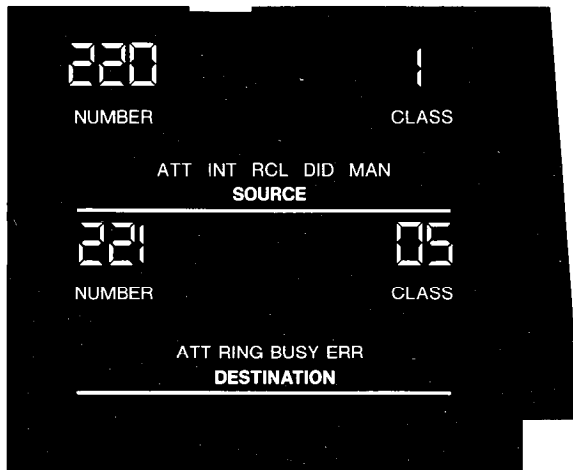 220 1
NUMBER CLASS
ATT INT RCL DID MAN
SOURCE
221 05
NUMBER CLASS
ATT RING BUSY ERR
DESTINATION